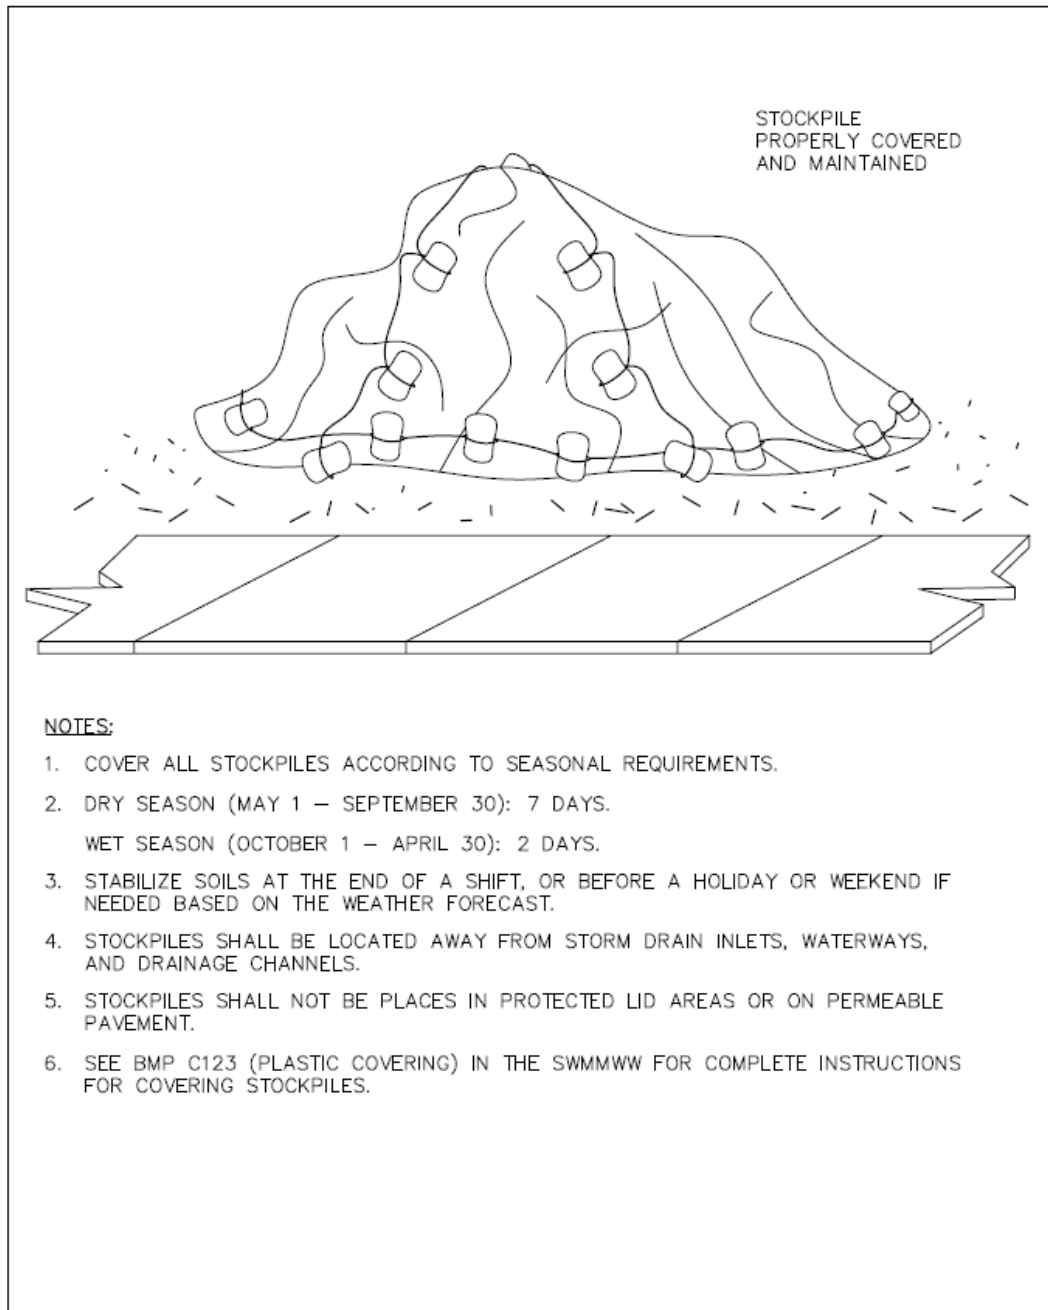 STOCKPILE
PROPERLY COVERED
AND MAINTAINED
NOTES:
1. COVER ALL STOCKPILES ACCORDING TO SEASONAL REQUIREMENTS.
2. DRY SEASON (MAY 1 – SEPTEMBER 30): 7 DAYS.
WET SEASON (OCTOBER 1 – APRIL 30): 2 DAYS.
3. STABILIZE SOILS AT THE END OF A SHIFT, OR BEFORE A HOLIDAY OR WEEKEND IF
NEEDED BASED ON THE WEATHER FORECAST.
4. STOCKPILES SHALL BE LOCATED AWAY FROM STORM DRAIN INLETS, WATERWAYS,
AND DRAINAGE CHANNELS.
5. STOCKPILES SHALL NOT BE PLACES IN PROTECTED LID AREAS OR ON PERMEABLE
PAVEMENT.
6. SEE BMP C123 (PLASTIC COVERING) IN THE SWMMWW FOR COMPLETE INSTRUCTIONS
FOR COVERING STOCKPILES.